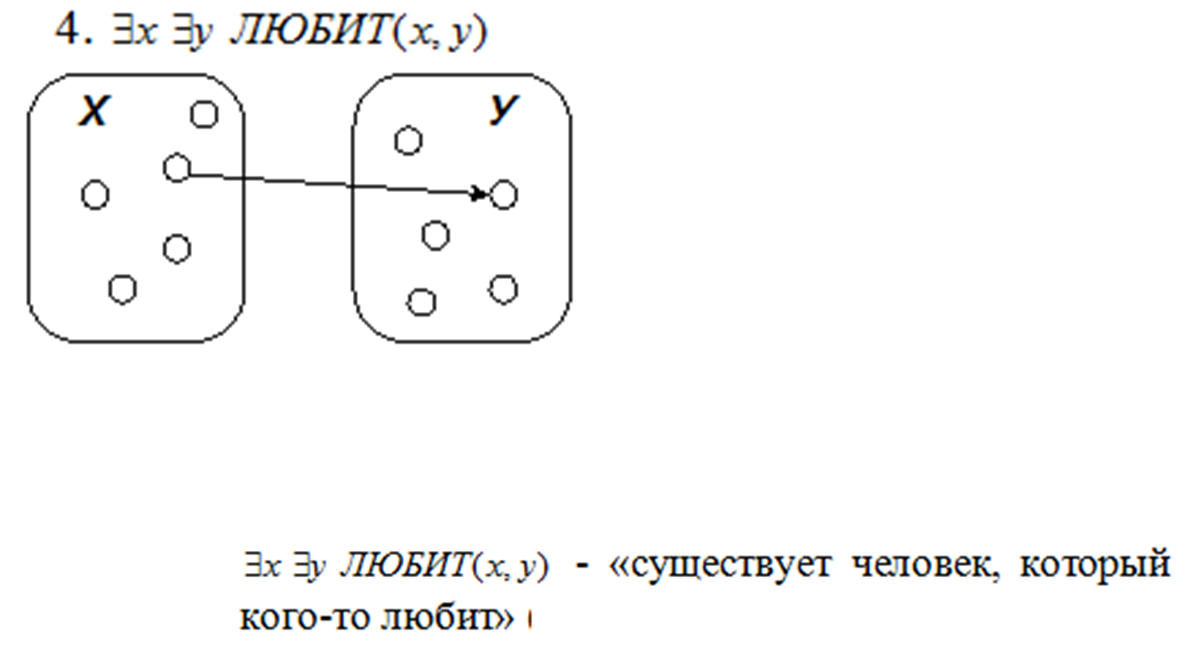 4. ∃x ∃y ЛЮБИТ(x, y)
X У
∃x ∃y ЛЮБИТ(x, y) - «существует человек, который
кого-то любит» (